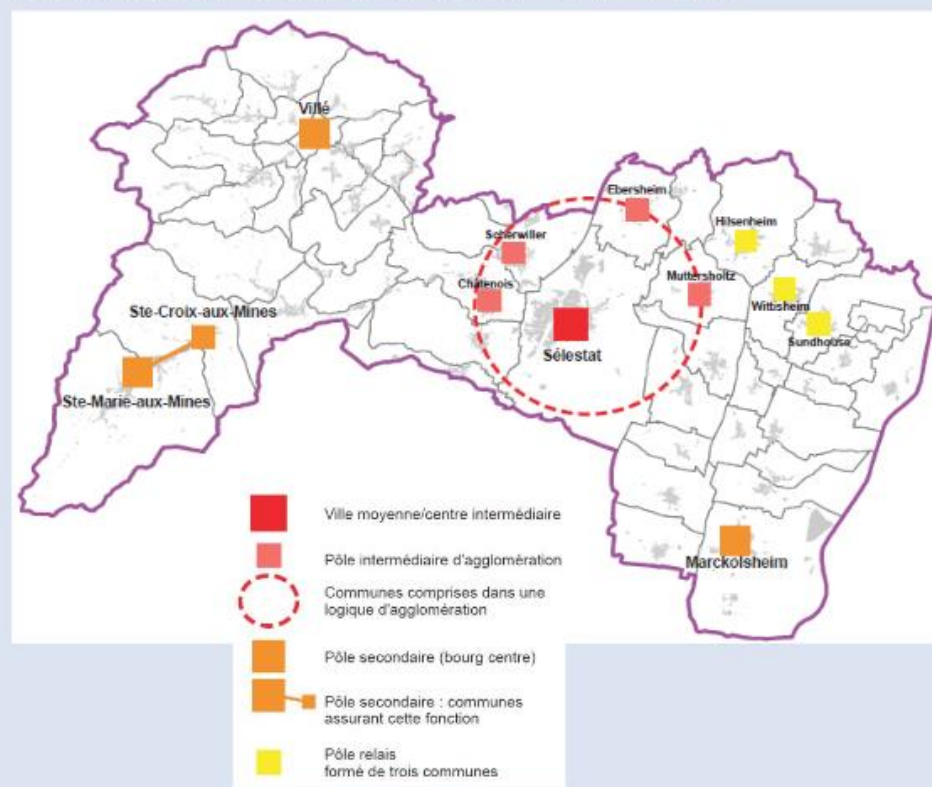 Villé
Ebersheim
Hilsenheim
Scherwiller
Châtenois
Muttersholtz
Wittisheim
Ste-Croix-aux-Mines
Sundhouse
Sélestat
Ste-Marie-aux-Mines
Marckolsheim
Ville moyenne/centre intermédiaire
Pôle intermédiaire d'agglomération
Communes comprises dans une
logique d'agglomération
Pôle secondaire (bourg centre)
Pôle secondaire : communes
assurant cette fonction
Pôle relais
formé de trois communes